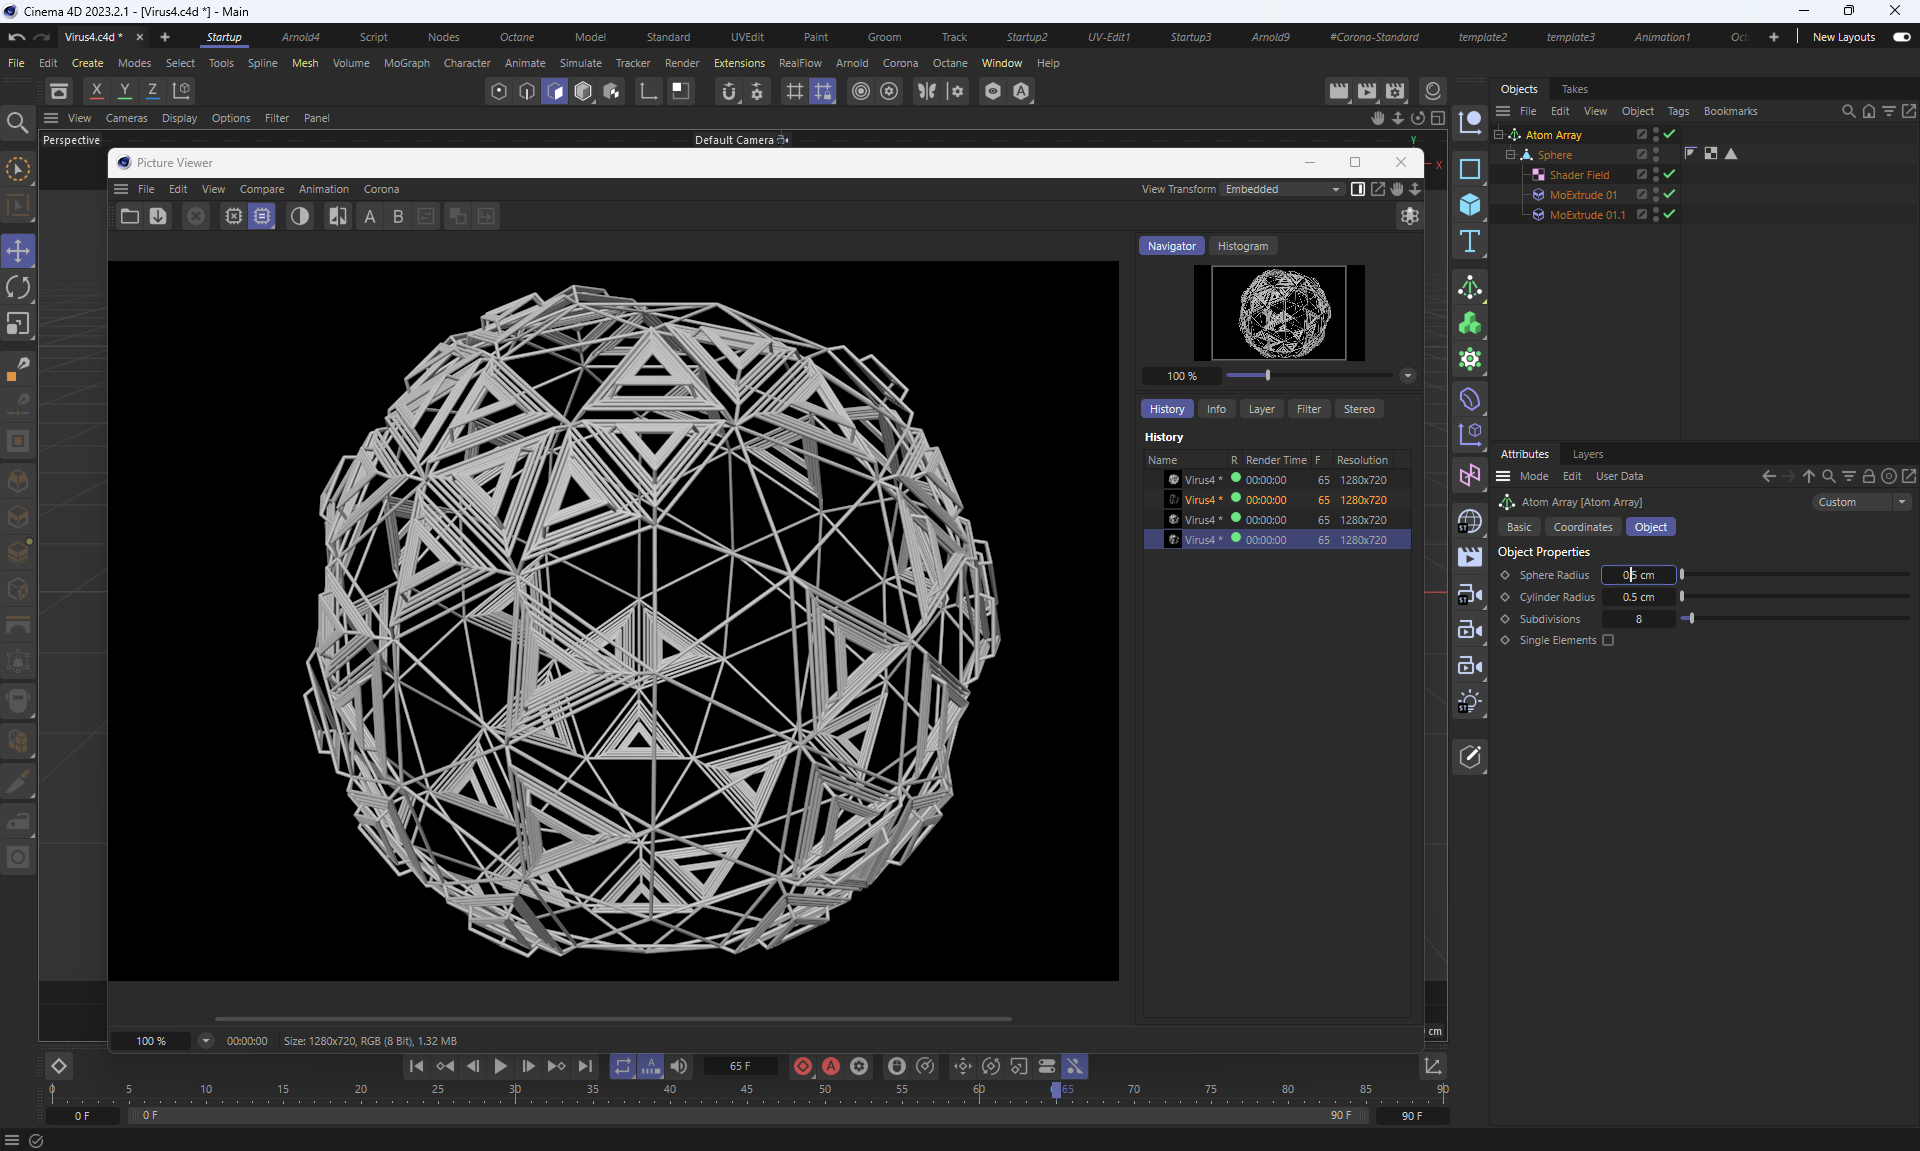 Cinema 4D 2023.2.1 - [Virus4.c4d *] - Main
Virus4.c4d *
Startup Arnold4 Script Nodes Octane Model Standard UVEdit Paint Groom Track Startup2 UV-Edit1 Startup3 Arnold9 #Corona-Standard template2 template3 Animation1 Oct New Layouts
File Edit Create Modes Select Tools Spline Mesh Volume MoGraph Character Animate Simulate Tracker Render Extensions RealFlow Arnold Corona Octane Window Help
X Y Z
View Cameras Display Options Filter Panel
Perspective
Default Camera
Y
X
Picture Viewer
File Edit View Compare Animation Corona
View Transform Embedded
A B
Navigator Histogram
100 %
History Info Layer Filter Stereo
History
Name R Render Time F Resolution
Virus4 * 00:00:00 65 1280x720
Virus4 * 00:00:00 65 1280x720
Virus4 * 00:00:00 65 1280x720
Virus4 * 00:00:00 65 1280x720
100 % 00:00:00 Size: 1280x720, RGB (8 Bit), 1.32 MB
cm
Objects Takes
File Edit View Object Tags Bookmarks
Atom Array
Sphere
Shader Field
MoExtrude 01
MoExtrude 01.1
Attributes Layers
Mode Edit User Data
Atom Array [Atom Array]
Custom
Basic Coordinates Object
Object Properties
Sphere Radius 0.5 cm
Cylinder Radius 0.5 cm
Subdivisions 8
Single Elements
ST
ST
ST
65 F
0 5 10 15 20 25 30 35 40 45 50 55 60 65 70 75 80 85 90
0 F 0 F 90 F 90 F